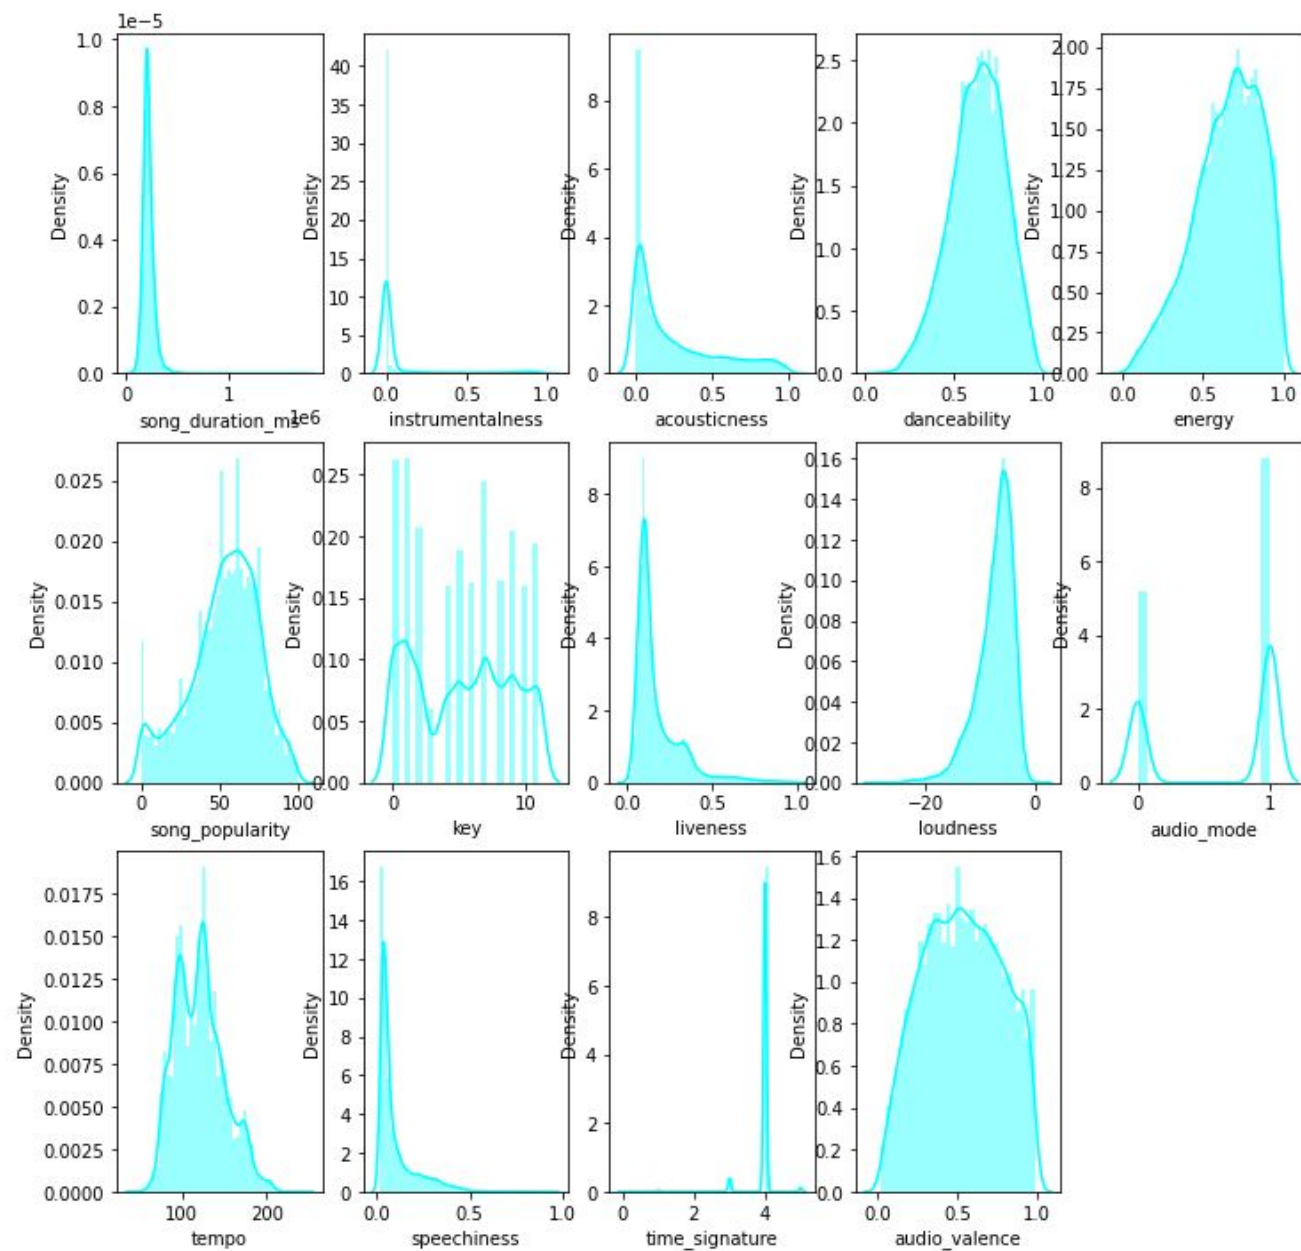 1e−5
1.0
0.8
0.6
0.4
0.2
0.0
Density
0 1
song_duration_ms
1e6
40
35
30
25
20
15
10
5
0
Density
0.0 0.5 1.0
instrumentalness
8
6
4
2
0
Density
0.0 0.5 1.0
acousticness
2.5
2.0
1.5
1.0
0.5
0.0
Density
0.0 0.5 1.0
danceability
2.00
1.75
1.50
1.25
1.00
0.75
0.50
0.25
0.00
Density
0.0 0.5 1.0
energy
0.025
0.020
0.015
0.010
0.005
0.000
Density
0 50 100
song_popularity
0.25
0.20
0.15
0.10
0.05
0.00
Density
0 10
key
8
6
4
2
0
Density
0.0 0.5 1.0
liveness
0.16
0.14
0.12
0.10
0.08
0.06
0.04
0.02
0.00
Density
−20 0
loudness
8
6
4
2
0
Density
0 1
audio_mode
0.0175
0.0150
0.0125
0.0100
0.0075
0.0050
0.0025
0.0000
Density
100 200
tempo
16
14
12
10
8
6
4
2
0
Density
0.0 0.5 1.0
speechiness
8
6
4
2
0
Density
0 2 4
time_signature
1.6
1.4
1.2
1.0
0.8
0.6
0.4
0.2
0.0
Density
0.0 0.5 1.0
audio_valence